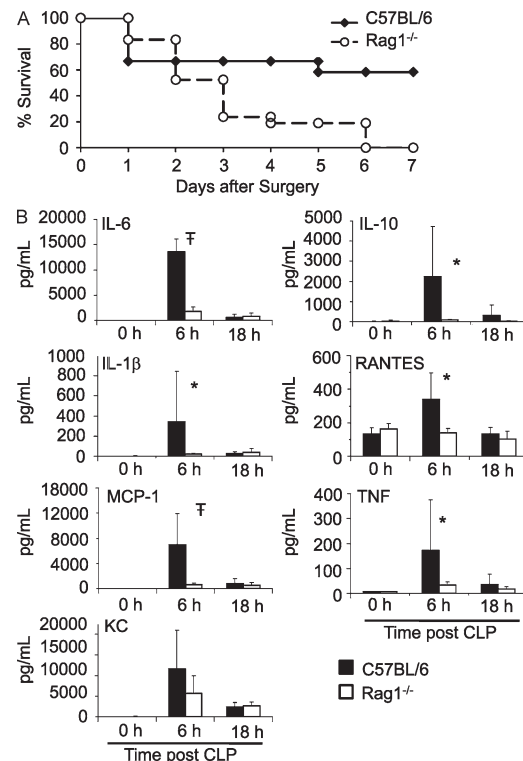 A
C57BL/6
Rag1-/-
% Survival
100
80
60
40
20
0
0 1 2 3 4 5 6 7
Days after Surgery
B
IL-6
pg/mL
20000
15000
10000
5000
0
0 h 6 h 18 h
Ŧ
IL-10
pg/mL
5000
4000
3000
2000
1000
0
0 h 6 h 18 h
*
IL-1β
pg/mL
1000
800
600
400
200
0
0 h 6 h 18 h
*
RANTES
pg/mL
600
400
200
0
0 h 6 h 18 h
*
MCP-1
pg/mL
18000
12000
8000
4000
0
0 h 6 h 18 h
Ŧ
TNF
pg/mL
400
300
200
100
0
0 h 6 h 18 h
*
Time post CLP
KC
pg/mL
20000
15000
10000
5000
0
0 h 6 h 18 h
Time post CLP
C57BL/6
Rag1-/-